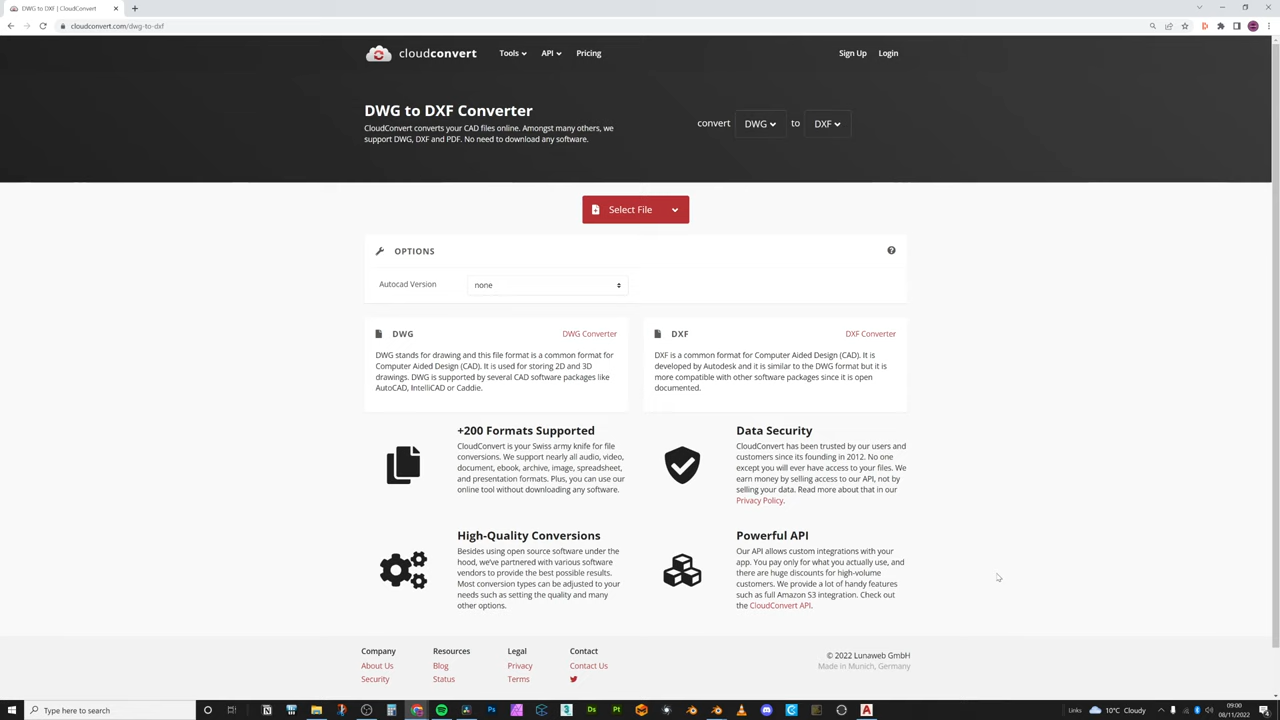 DWG to DXF | CloudConvert
cloudconvert.com/dwg-to-dxf
cloudconvert
Tools
API
Pricing
Sign Up
Login
DWG to DXF Converter
CloudConvert converts your CAD files online. Amongst many others, we
support DWG, DXF and PDF. No need to download any software.
convert
DWG
to
DXF
Select File
OPTIONS
Autocad Version
none
DWG
DWG Converter
DWG stands for drawing and this file format is a common format for
Computer Aided Design (CAD). It is used for storing 2D and 3D
drawings. DWG is supported by several CAD software packages like
AutoCAD, IntelliCAD or Caddie.
DXF
DXF Converter
DXF is a common format for Computer Aided Design (CAD). It is
developed by Autodesk and it is similar to the DWG format but it is
more compatible with other software packages since it is open
documented.
+200 Formats Supported
CloudConvert is your Swiss army knife for file
conversions. We support nearly all audio, video,
document, ebook, archive, image, spreadsheet,
and presentation formats. Plus, you can use our
online tool without downloading any software.
Data Security
CloudConvert has been trusted by our users and
customers since its founding in 2012. No one
except you will ever have access to your files. We
earn money by selling access to our API, not by
selling your data. Read more about that in our
Privacy Policy.
High-Quality Conversions
Besides using open source software under the
hood, we've partnered with various software
vendors to provide the best possible results.
Most conversion types can be adjusted to your
needs such as setting the quality and many
other options.
Powerful API
Our API allows custom integrations with your
app. You pay only for what you actually use, and
there are huge discounts for high-volume
customers. We provide a lot of handy features
such as full Amazon S3 integration. Check out
the CloudConvert API.
Company
About Us
Security
Resources
Blog
Status
Legal
Privacy
Terms
Contact
Contact Us
© 2022 Lunaweb GmbH
Made in Munich, Germany
Type here to search
Ps
Ds
Pt
Links
10°C Cloudy
09:00
08/11/2022